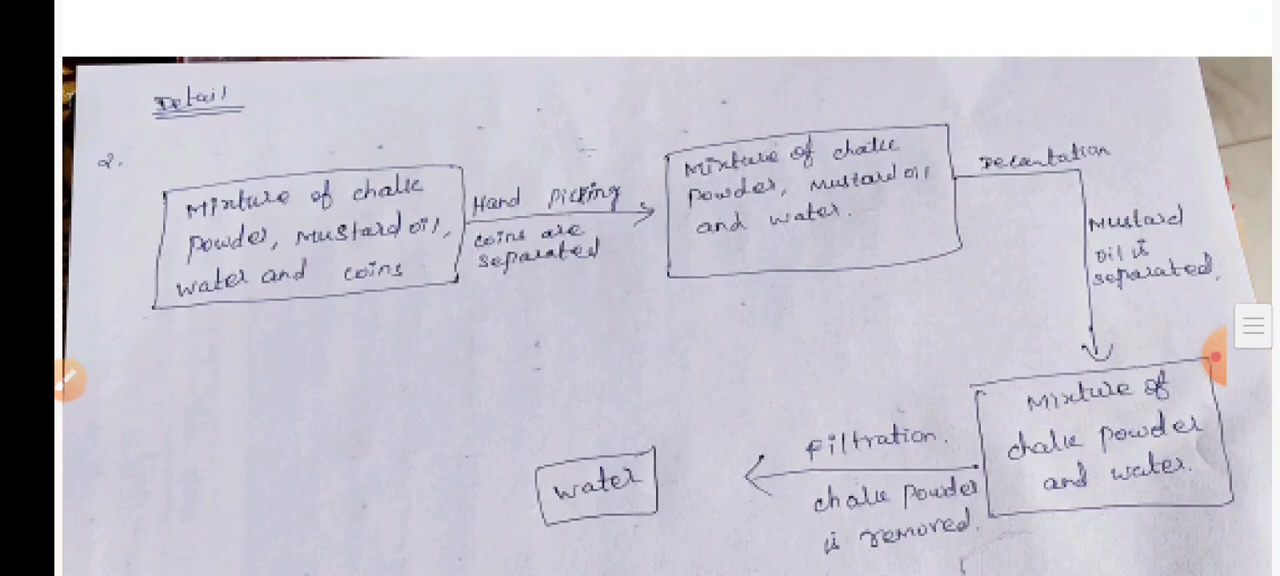 Detail
2.
Mixture of chalk
Powder, Mustard oil,
water and coins
Hand Picking
coins are
separated
Mixture of chalk
Powder, Mustard oil
and water.
Decantation
Mustard
oil is
separated.
Mixture of
chalk powder
and water.
Filtration.
chalk powder
is removed.
water